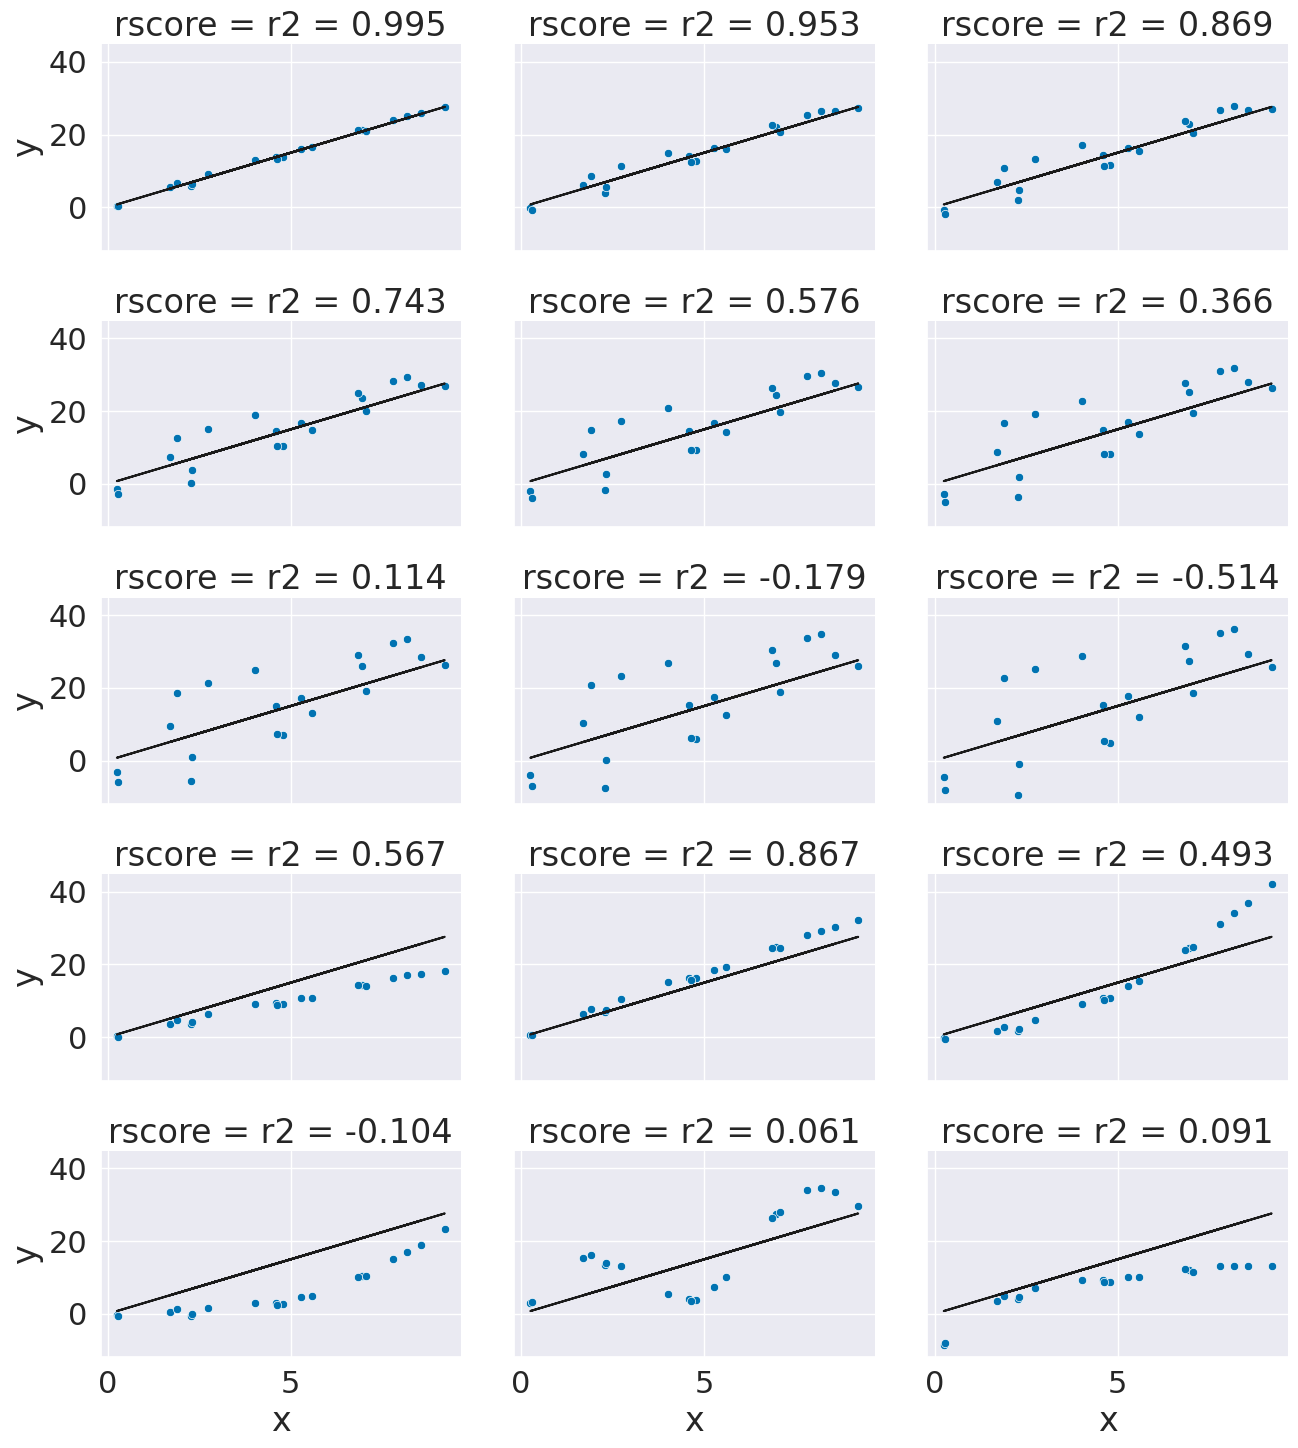 rscore = r2 = 0.995 rscore = r2 = 0.953 rscore = r2 = 0.869
40
20
0
y
rscore = r2 = 0.743 rscore = r2 = 0.576 rscore = r2 = 0.366
40
20
0
y
rscore = r2 = 0.114 rscore = r2 = -0.179 rscore = r2 = -0.514
40
20
0
y
rscore = r2 = 0.567 rscore = r2 = 0.867 rscore = r2 = 0.493
40
20
0
y
rscore = r2 = -0.104 rscore = r2 = 0.061 rscore = r2 = 0.091
40
20
0
y
0 5 0 5 0 5
x x x